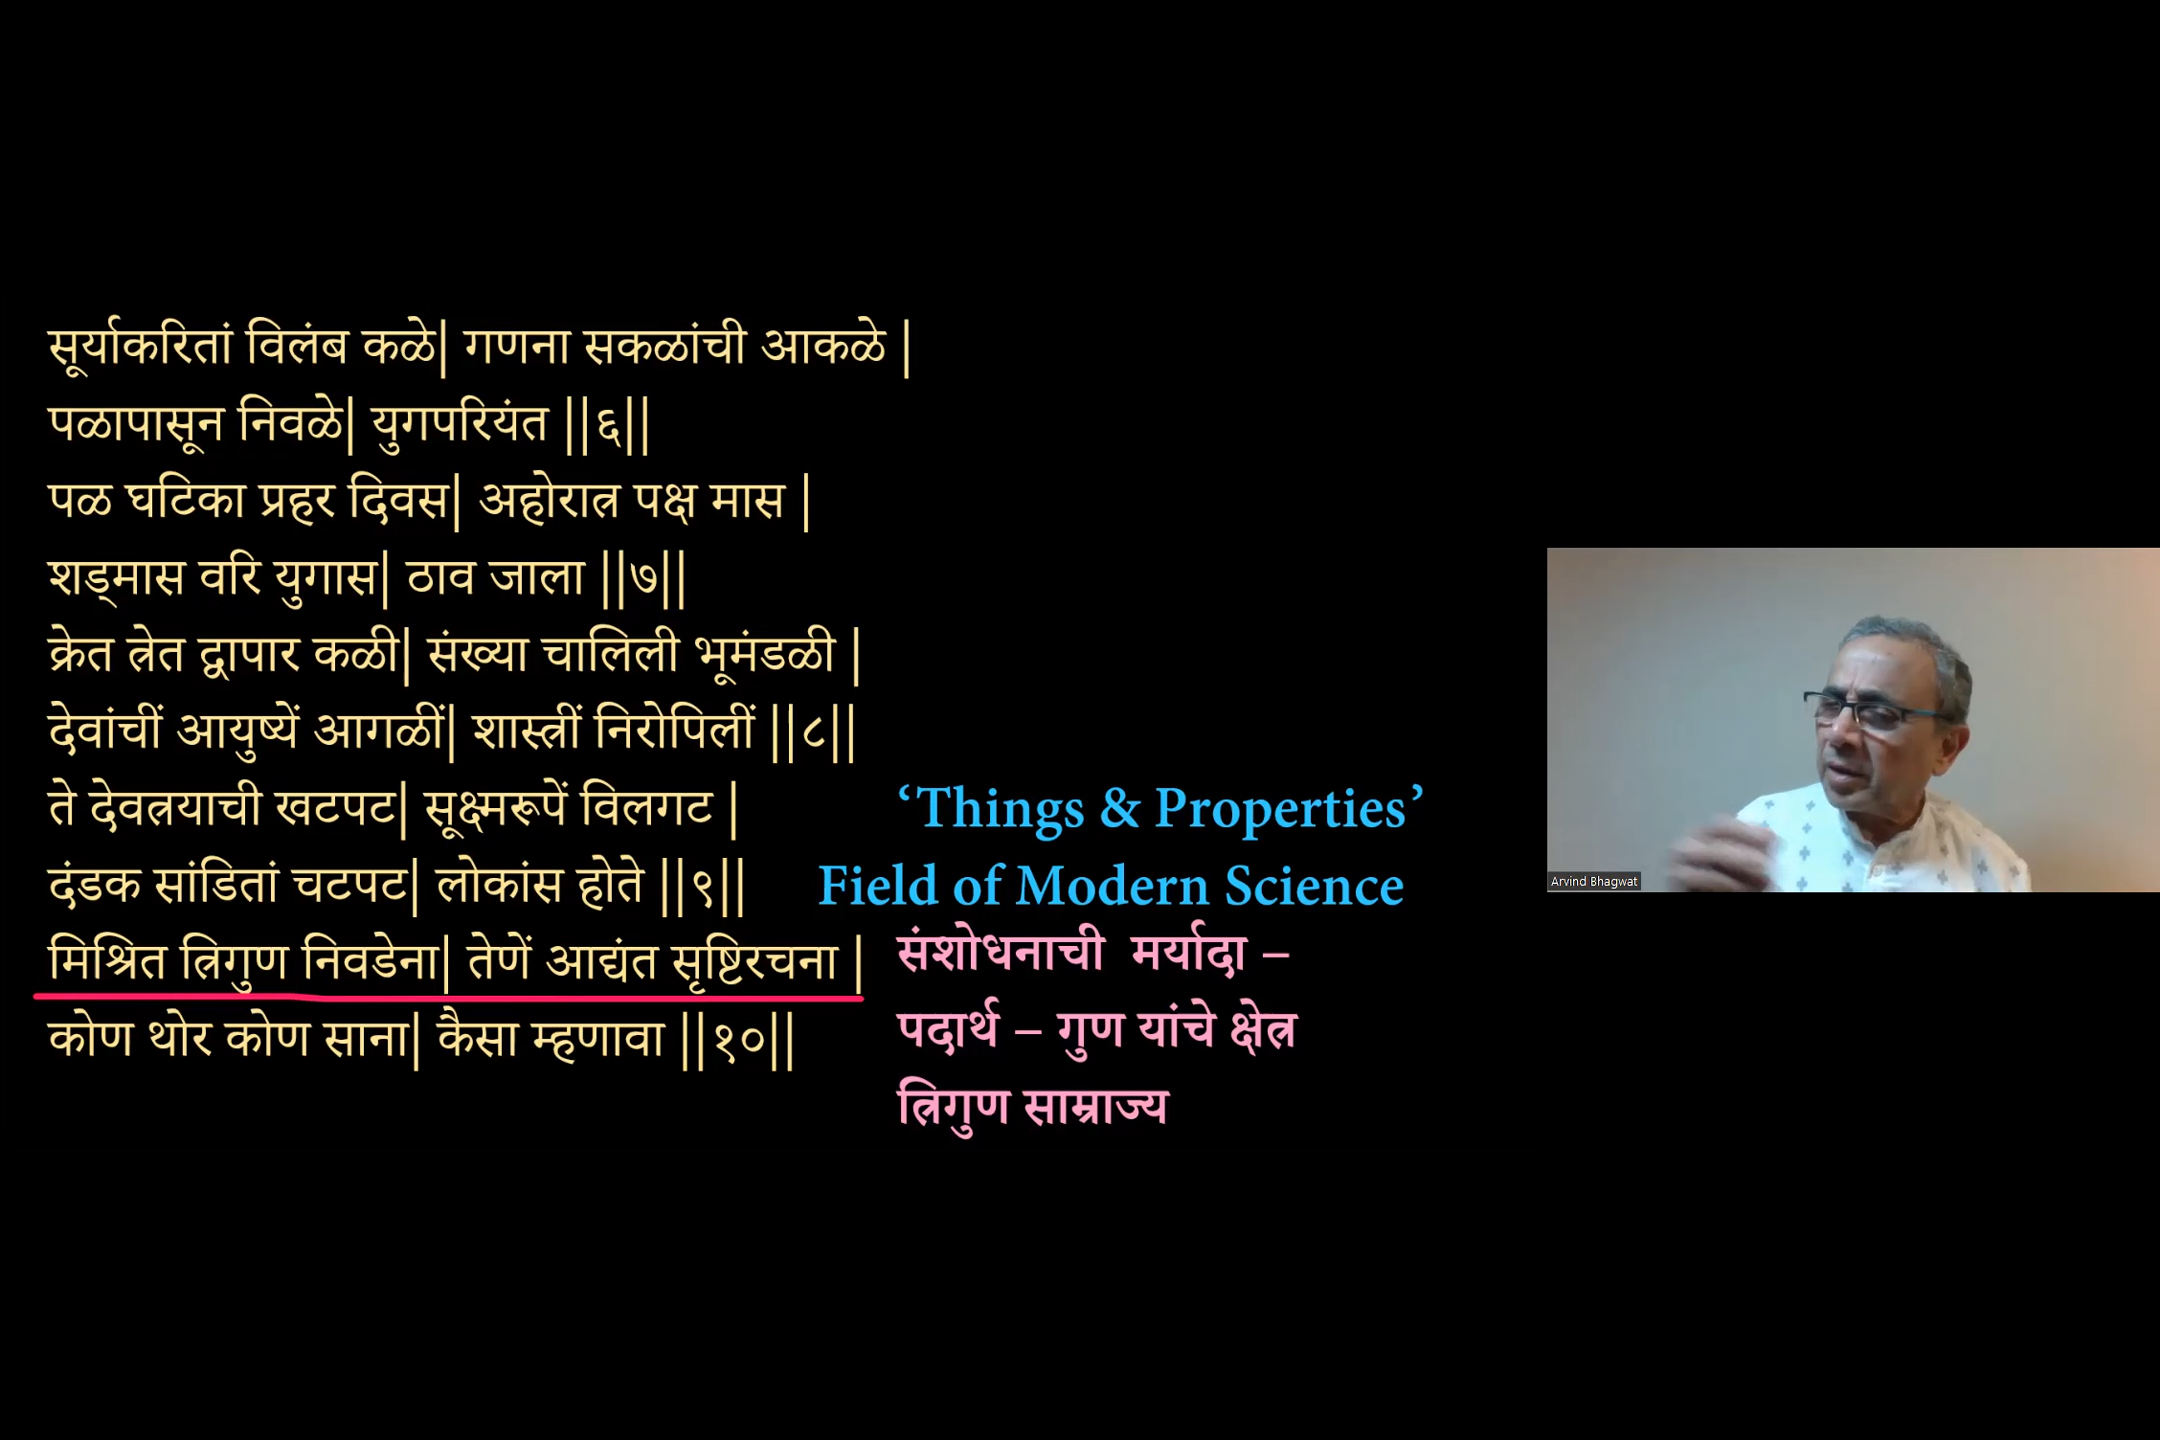 सूर्याकरितां विलंब कळे| गणना सकळांची आकळे |
पळापासून निवळे| युगपरियंत ||६||
पळ घटिका प्रहर दिवस| अहोरात्र पक्ष मास |
शड्मास वरि युगास| ठाव जाला ||७||
क्रेत त्रेत द्वापार कळी| संख्या चालिली भूमंडळी |
देवांचीं आयुष्यें आगळीं| शास्त्रीं निरोपिलीं ||८||
ते देवत्रयाची खटपट| सूक्ष्मरूपें विलगट |
दंडक सांडितां चटपट| लोकांस होते ||९||
मिश्रित त्रिगुण निवडेना| तेणें आद्यंत सृष्टिरचना |
कोण थोर कोण साना| कैसा म्हणावा ||१०||
‘Things & Properties’
Field of Modern Science
संशोधनाची मर्यादा –
पदार्थ – गुण यांचे क्षेत्र
त्रिगुण साम्राज्य
Arvind Bhagwat